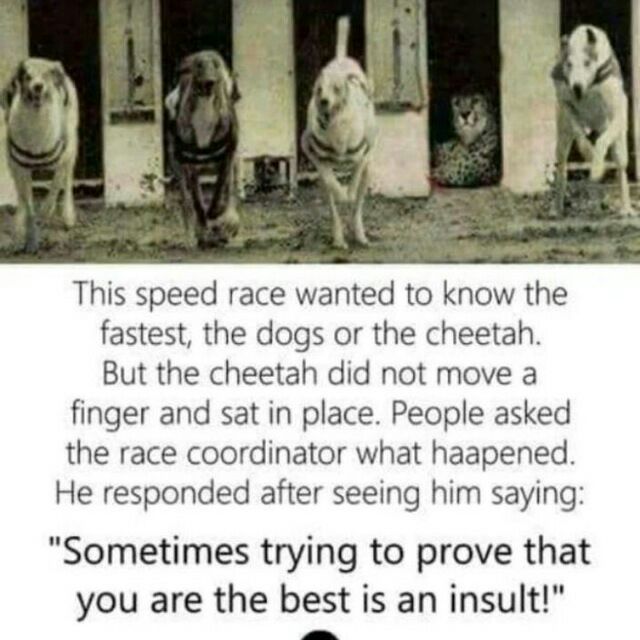 This speed race wanted to know the
fastest, the dogs or the cheetah.
But the cheetah did not move a
finger and sat in place. People asked
the race coordinator what haapened.
He responded after seeing him saying:
"Sometimes trying to prove that
you are the best is an insult!"